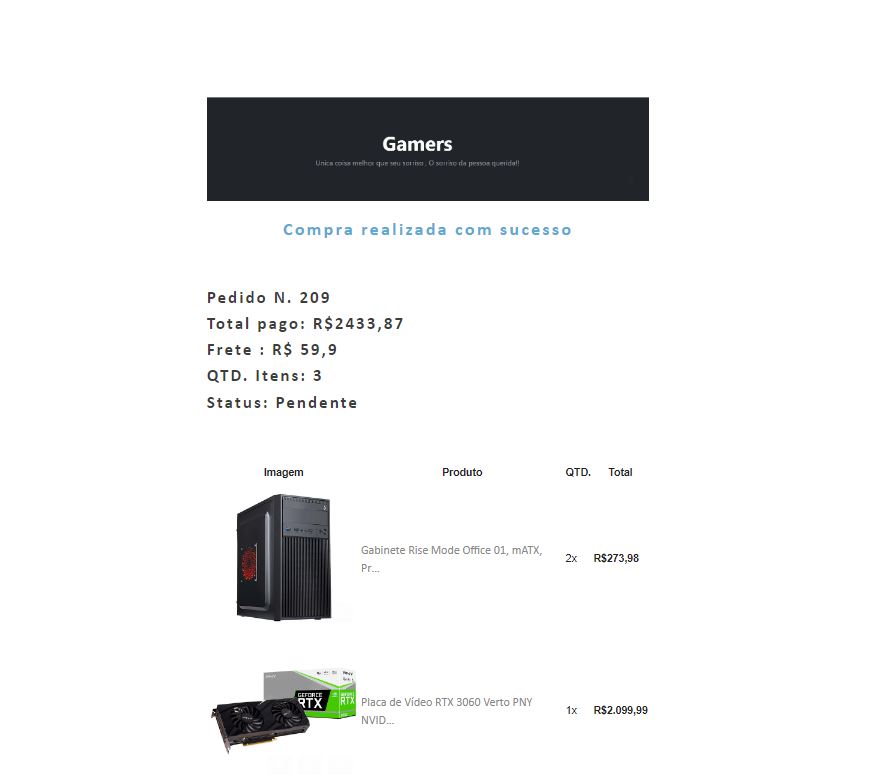 Gamers
Unica coisa melhor que seu sorriso , O sorriso da pessoa querida!!
Compra realizada com sucesso
Pedido N. 209
Total pago: R$2433,87
Frete : R$ 59,9
QTD. Itens: 3
Status: Pendente
Imagem Produto QTD. Total
Gabinete Rise Mode Office 01, mATX,
Pr... 2x R$273,98
GEFORCE
RTX
RTX
Placa de Vídeo RTX 3060 Verto PNY
NVID... 1x R$2.099,99